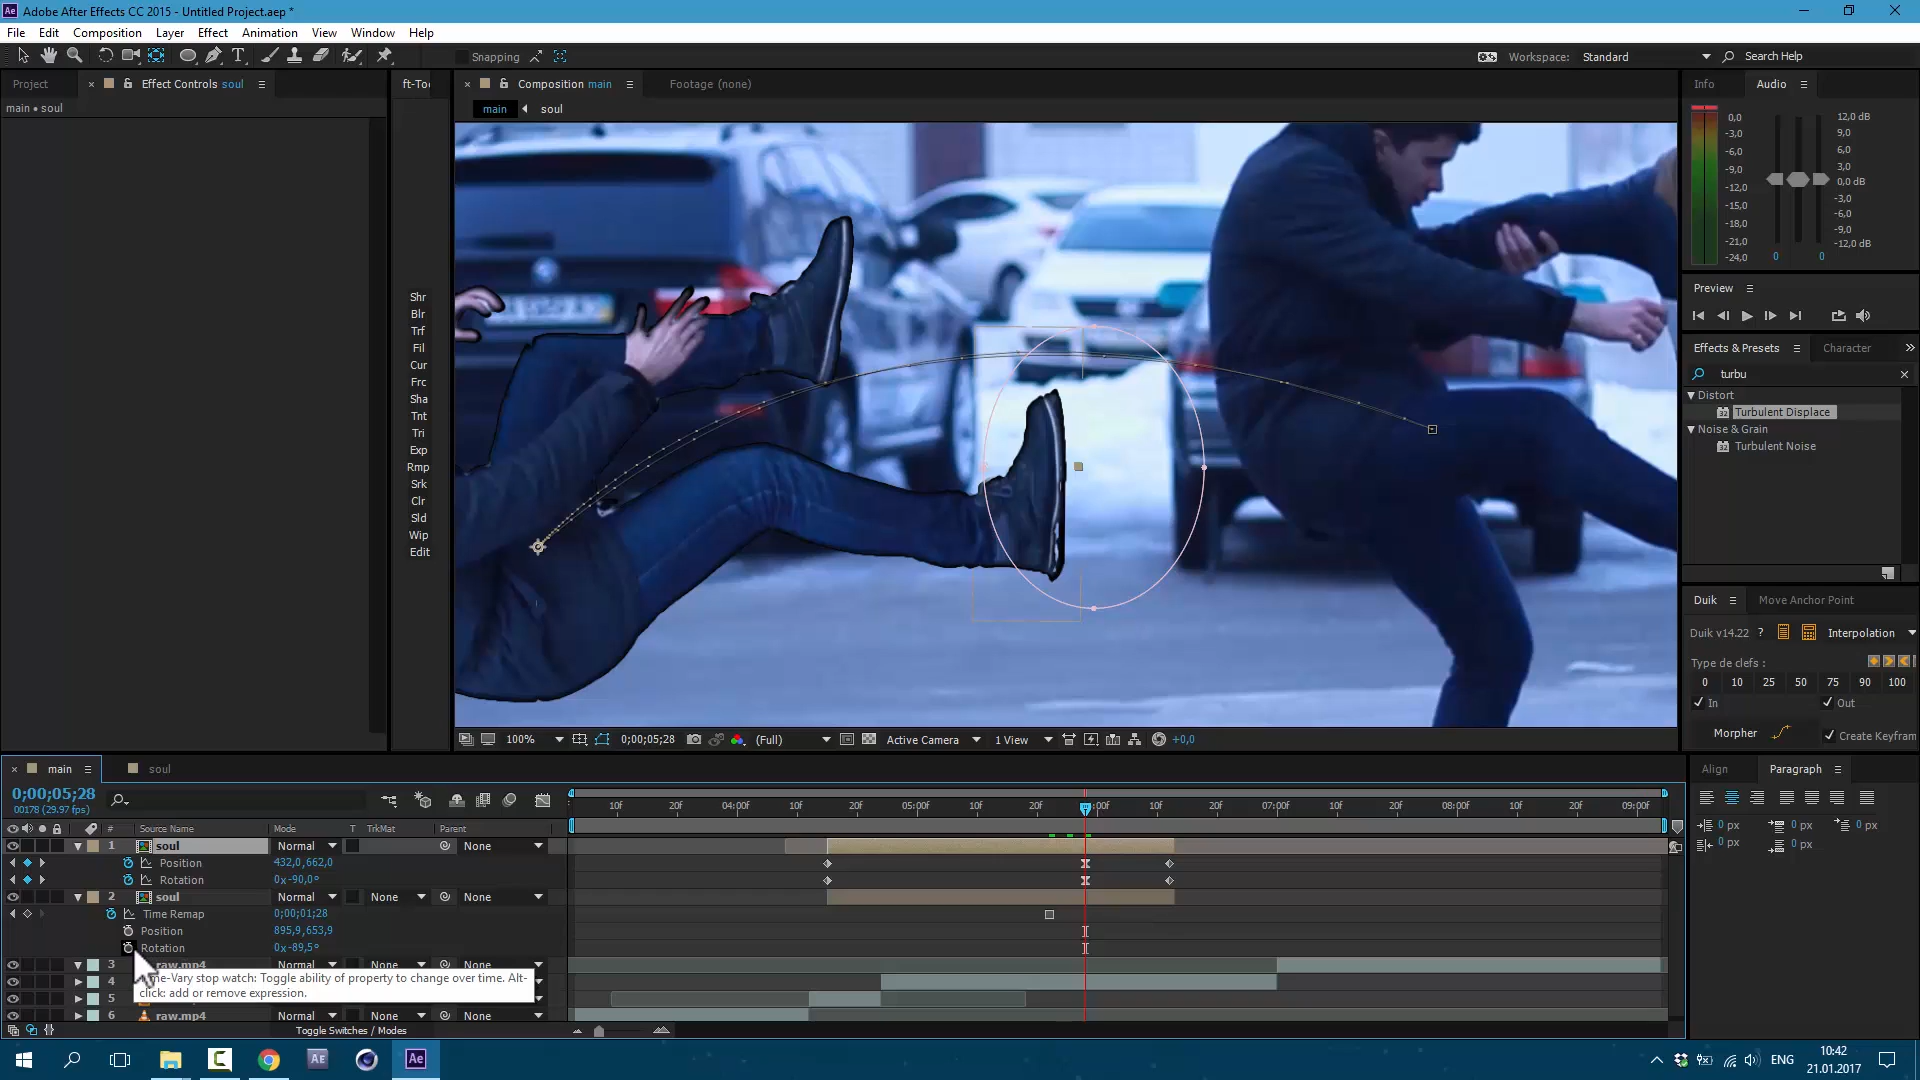 Adobe After Effects CC 2015 - Untitled Project.aep *
File Edit Composition Layer Effect Animation View Window Help
Snapping
Workspace: Standard
Search Help
Project
Effect Controls soul
main • soul
ft-Toc
Composition main
Footage (none)
main soul
Shr
Blr
Trf
Fil
Cur
Frc
Sha
Tnt
Tri
Exp
Rmp
Srk
Clr
Sld
Wip
Edit
100%
0;00;05;28
(Full)
Active Camera
1 View
+0,0
Info Audio
0,0
-3,0
-6,0
-9,0
-12,0
-15,0
-18,0
-21,0
-24,0
12,0 dB
9,0
6,0
3,0
0,0 dB
-3,0
-6,0
-9,0
-12,0 dB
0 0
Preview
Effects & Presets Character
turbu
Distort
Turbulent Displace
Noise & Grain
Turbulent Noise
Duik Move Anchor Point
Duik v14.22 ? Interpolation
Type de clefs :
0 10 25 50 75 90 100
In Out
Morpher Create Keyfram
Align Paragraph
0 px 0 px 0 px
0 px 0 px
main soul
0;00;05;28
00178 (29.97 fps)
# Source Name Mode T TrkMat Parent
10f 20f 04:00f 10f 20f 05:00f 10f 20f :00f 10f 20f 07:00f 10f 20f 08:00f 10f 20f 09:00f
1 soul Normal None
Position 432,0,662,0
Rotation 0x-90,0°
2 soul Normal None None
Time Remap 0;00;01;28
Position 895,9,653,9
Rotation 0x-89,5°
3 raw.mp4 Normal None None
4
me-Vary stop watch: Toggle ability of property to change over time. Alt-
click: add or remove expression.
5
6 raw.mp4 Normal None None
Toggle Switches / Modes
ENG
10:42
21.01.2017